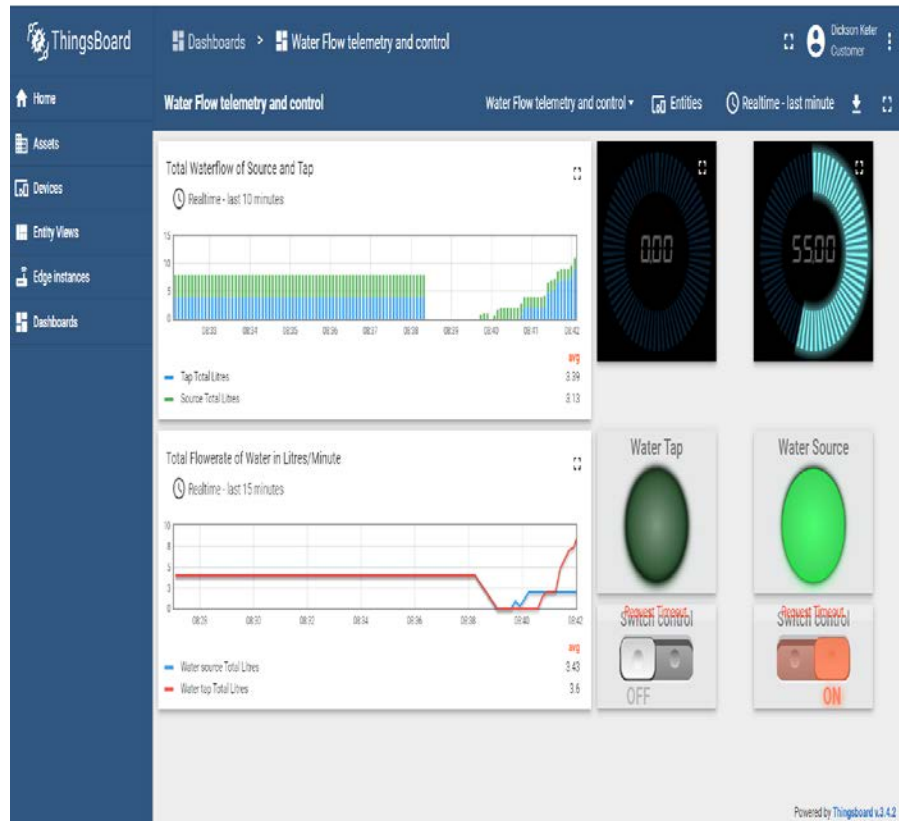 ThingsBoard
Dashboards > Water Flow telemetry and control
Dickson Keter
Customer
Home
Assets
Devices
Entity Views
Edge instances
Dashboards
Water Flow telemetry and control
Water Flow telemetry and control
Entities
Realtime - last minute
Total Waterflow of Source and Tap
Realtime - last 10 minutes
15
10
5
0
08:33 08:34 08:35 08:36 08:37 08:38 08:39 08:40 08:41 08:42
avg
Tap Total Litres 3.39
Source Total Litres 3.13
0.00
55.00
Total Flowerate of Water in Litres/Minute
Realtime - last 15 minutes
10
8
5
3
0
08:28 08:30 08:32 08:34 08:36 08:38 08:40 08:42
avg
Water source Total Litres 3.43
Water tap Total Litres 3.6
Water Tap
Water Source
Request Timeout
Switch Control
OFF
Request Timeout
Switch Control
ON
Powered by Thingsboard v.3.4.2